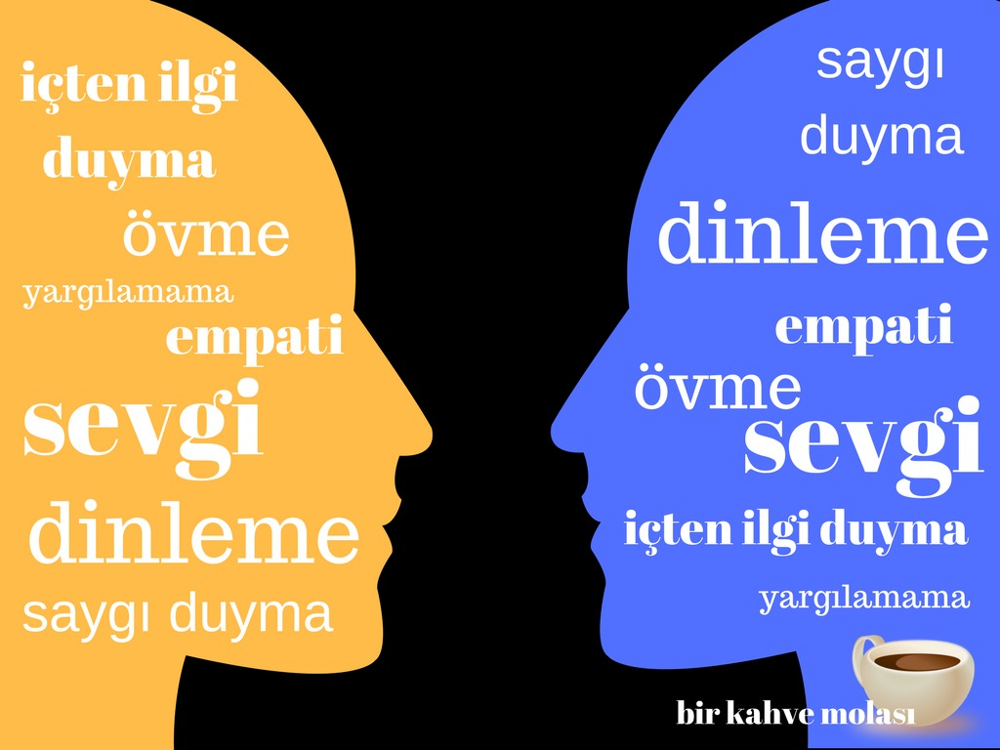 içten ilgi
duyma
övme
yargılamama
empati
sevgi
dinleme
saygı duyma
saygı
duyma
dinleme
empati
övme
sevgi
içten ilgi duyma
yargılamama
bir kahve molası